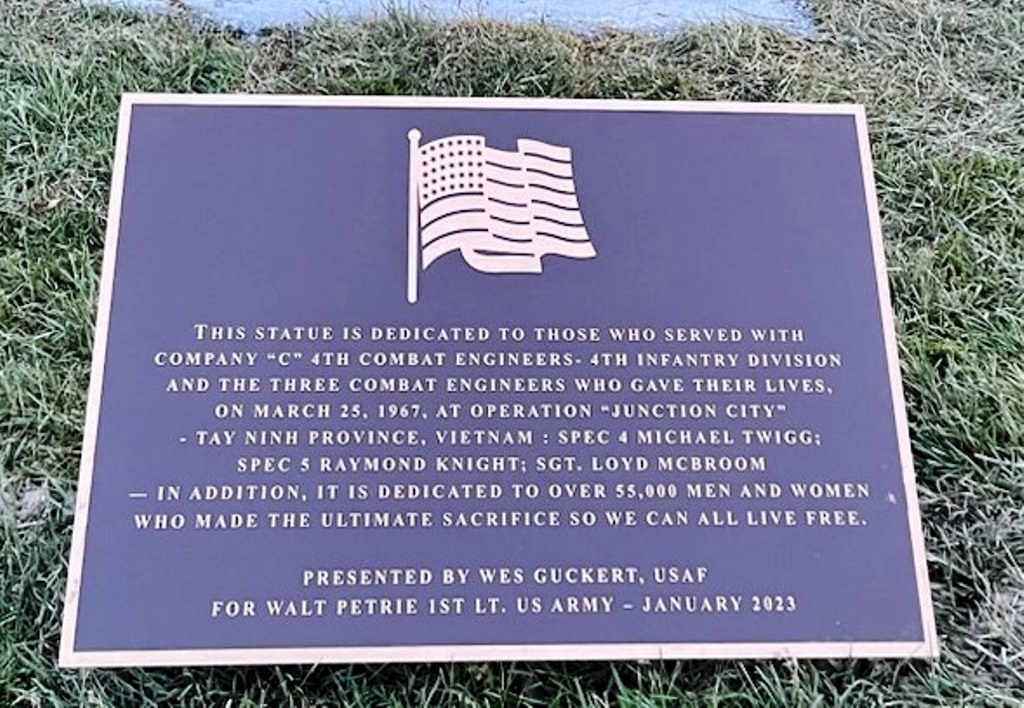 THIS STATUE IS DEDICATED TO THOSE WHO SERVED WITH
COMPANY "C" 4TH COMBAT ENGINEERS- 4TH INFANTRY DIVISION
AND THE THREE COMBAT ENGINEERS WHO GAVE THEIR LIVES,
ON MARCH 25, 1967, AT OPERATION "JUNCTION CITY"
- TAY NINH PROVINCE, VIETNAM : SPEC 4 MICHAEL TWIGG;
SPEC 5 RAYMOND KNIGHT; SGT. LOYD MCBROOM
— IN ADDITION, IT IS DEDICATED TO OVER 55,000 MEN AND WOMEN
WHO MADE THE ULTIMATE SACRIFICE SO WE CAN ALL LIVE FREE.
PRESENTED BY WES GUCKERT, USAF
FOR WALT PETRIE 1ST LT. US ARMY – JANUARY 2023